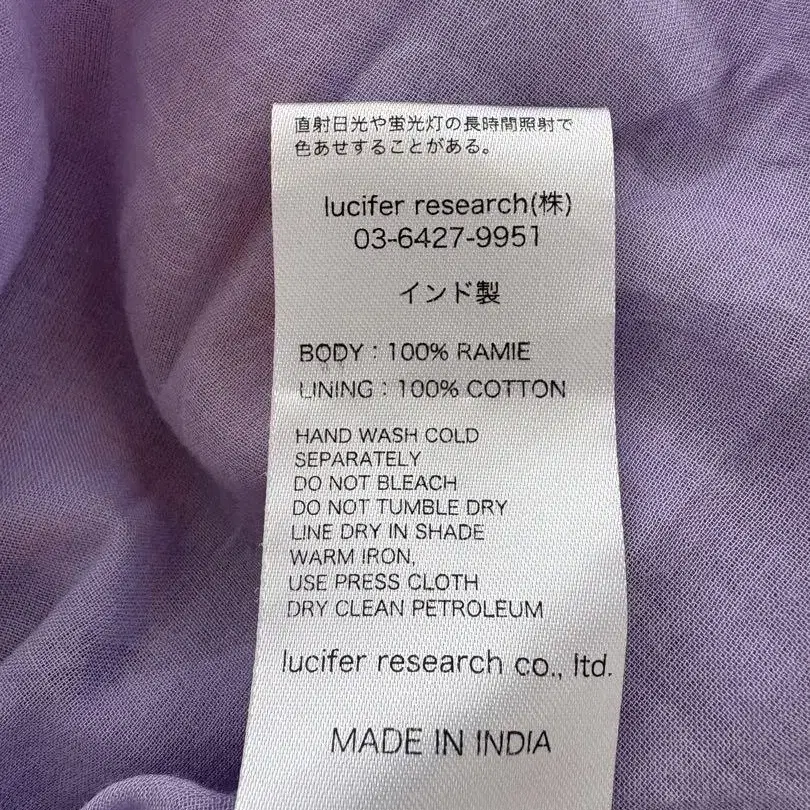 直射日光や蛍光灯の長時間照射で
色あせすることがある。
lucifer research(株)
03-6427-9951
インド製
BODY : 100% RAMIE
LINING : 100% COTTON
HAND WASH COLD
SEPARATELY
DO NOT BLEACH
DO NOT TUMBLE DRY
LINE DRY IN SHADE
WARM IRON,
USE PRESS CLOTH
DRY CLEAN PETROLEUM
lucifer research co., ltd.
MADE IN INDIA